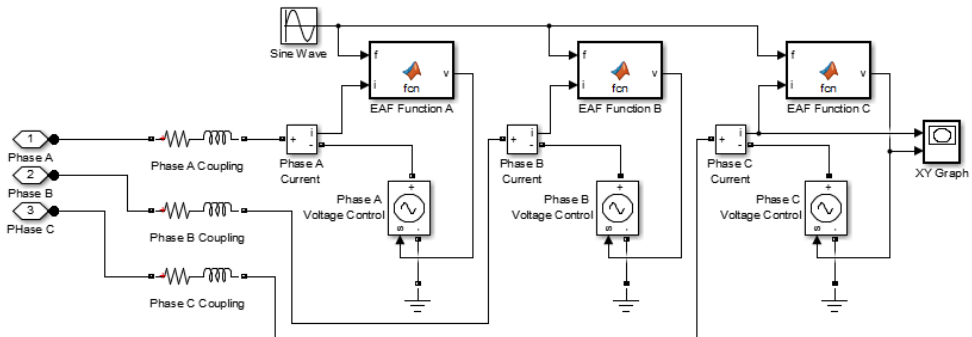 Sine Wave
f
i
v
fcn
EAF Function A
f
i
v
fcn
EAF Function B
f
i
v
fcn
EAF Function C
1
Phase A
Phase A Coupling
+
i
-
Phase A
Current
+
i
-
Phase B
Current
+
i
-
Phase C
Current
XY Graph
2
Phase B
Phase B Coupling
3
PHase C
Phase C Coupling
Phase A
Voltage Control
+
s
-
Phase B
Voltage Control
+
s
-
Phase C
Voltage Control
+
s
-